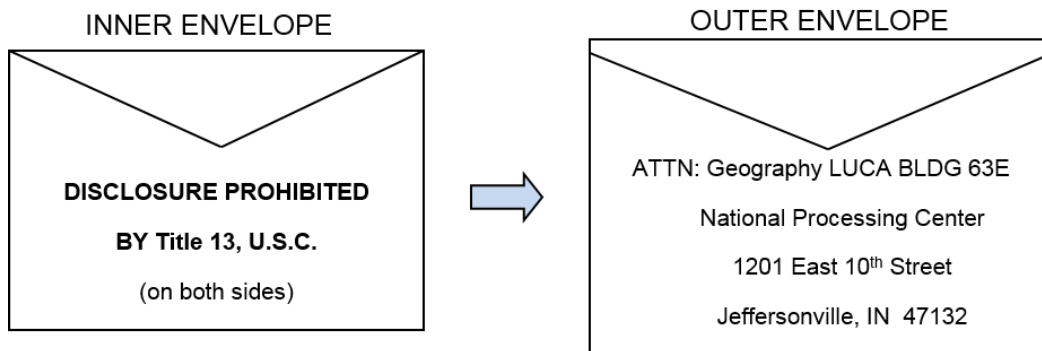 INNER ENVELOPE
DISCLOSURE PROHIBITED
BY Title 13, U.S.C.
(on both sides)
OUTER ENVELOPE
ATTN: Geography LUCA BLDG 63E
National Processing Center
1201 East 10th Street
Jeffersonville, IN 47132